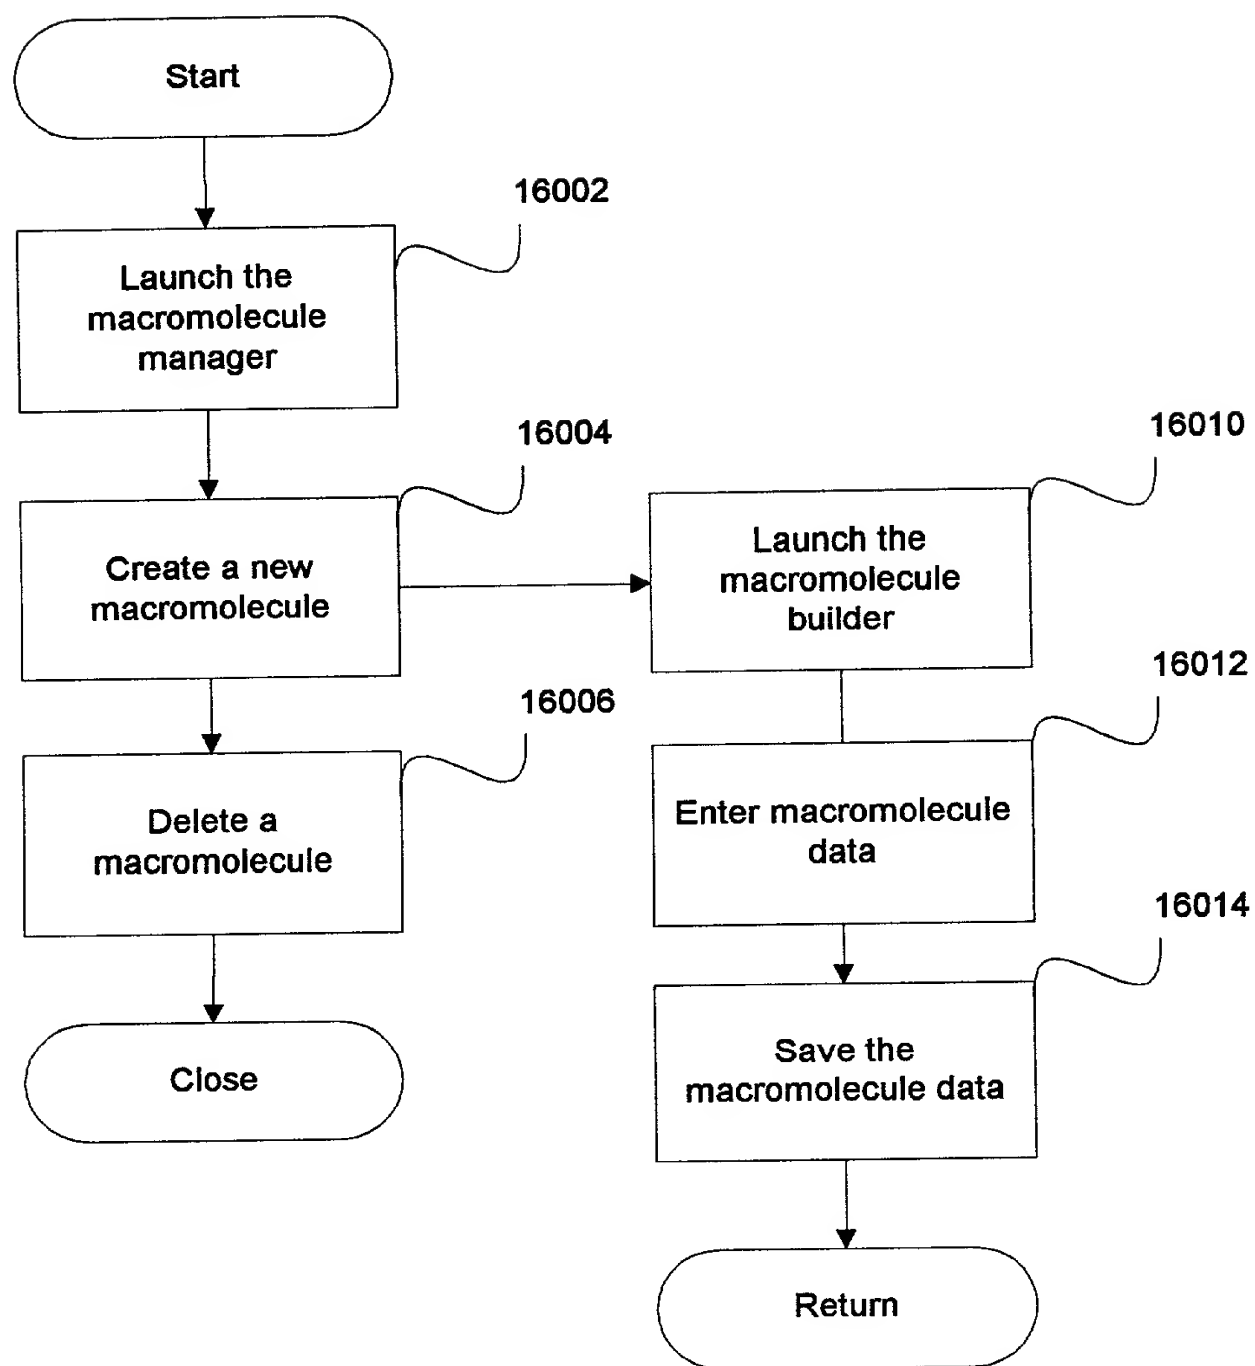 Start
16002
Launch the
macromolecule
manager
16004
Create a new
macromolecule
16006
Delete a
macromolecule
Close
16010
Launch the
macromolecule
builder
16012
Enter macromolecule
data
16014
Save the
macromolecule data
Return